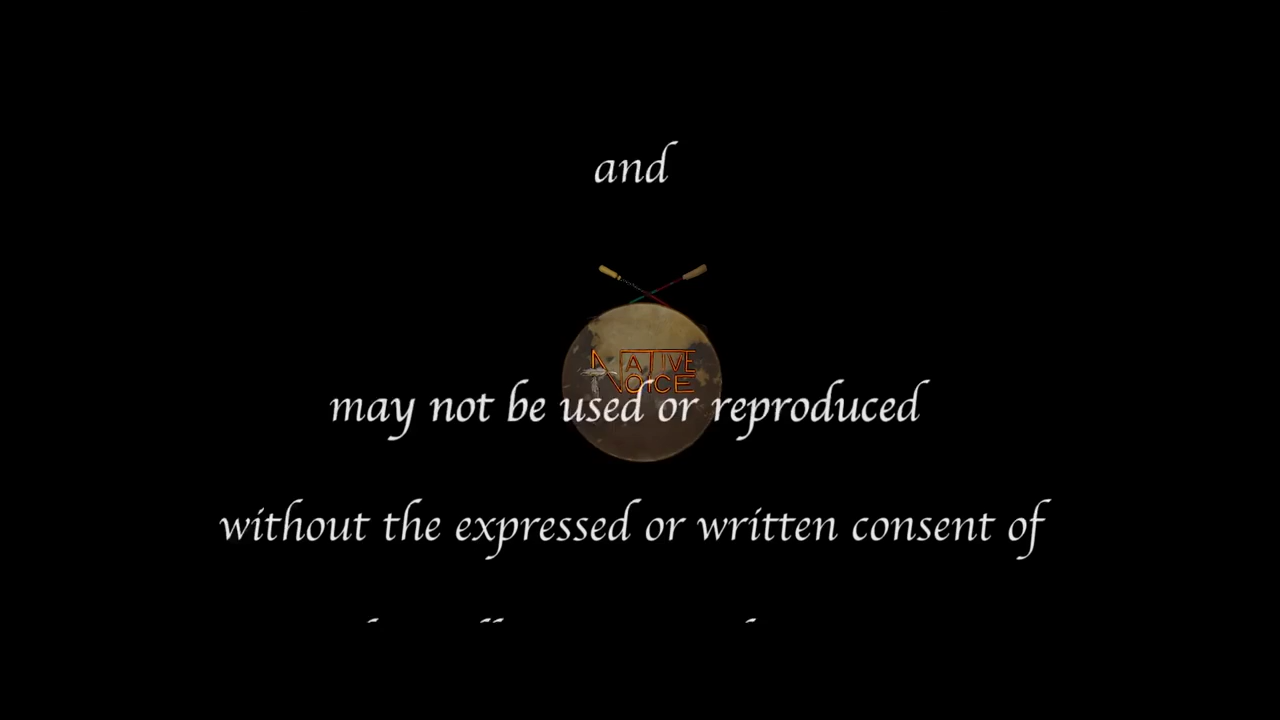 and
NATIVE
VOICE
may not be used or reproduced
without the expressed or written consent of